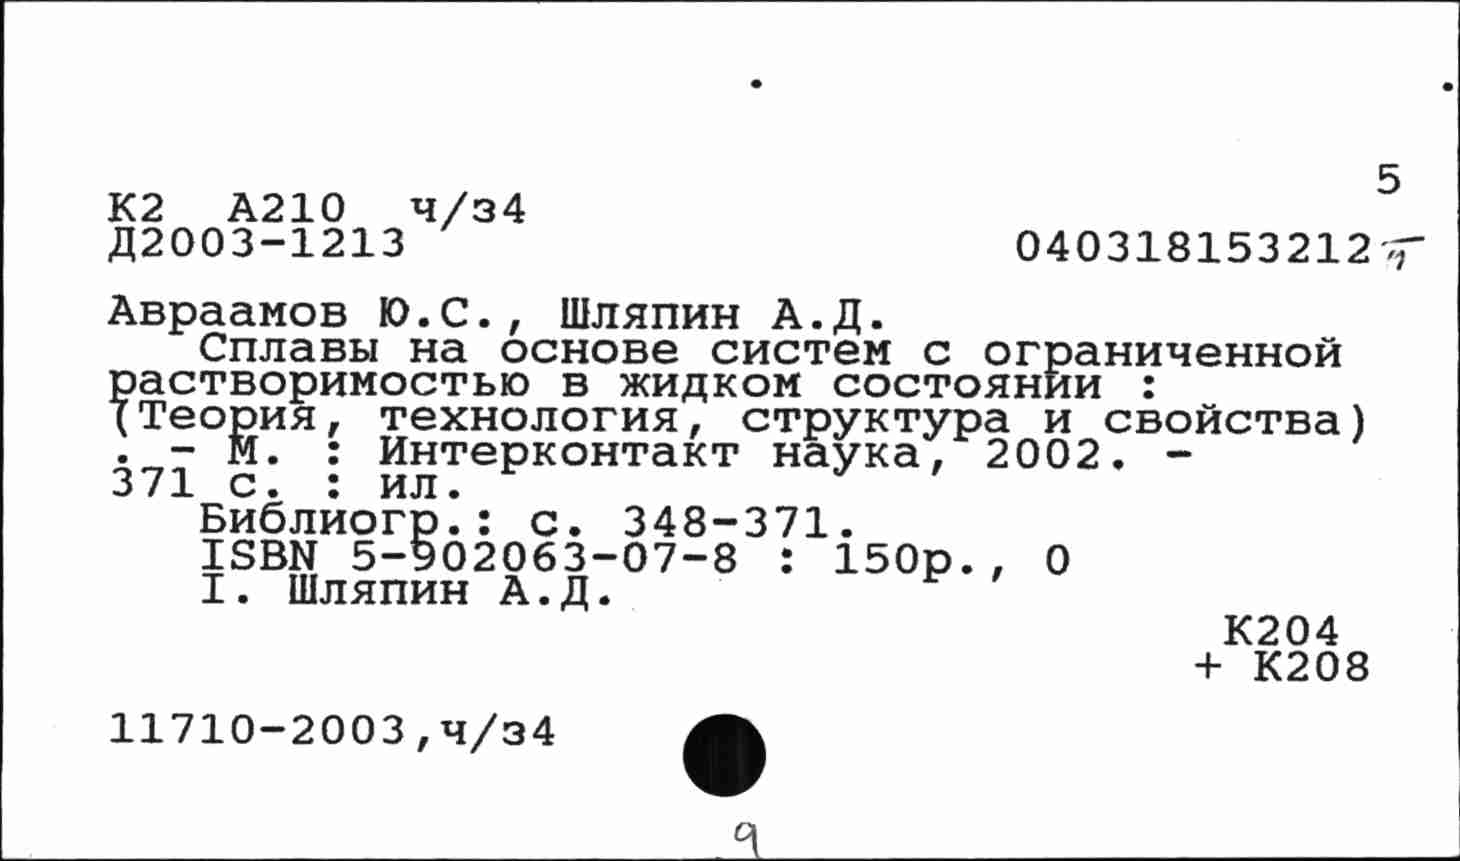 5
К2  А210  ч/з4
Д2003-1213
040318153212
Авраамов Ю.С., Шляпин А.Д.
Сплавы на основе систем с ограниченной
растворимостью в жидком состоянии :
(Теория, технология, структура и свойства)
. - М. : Интерконтакт наука, 2002. -
371 с. : ил.
Библиогр.: с. 348-371.
ISBN 5-902063-07-8 : 150р., 0
I. Шляпин А.Д.
К204
+ К208
11710-2003,ч/з4
9